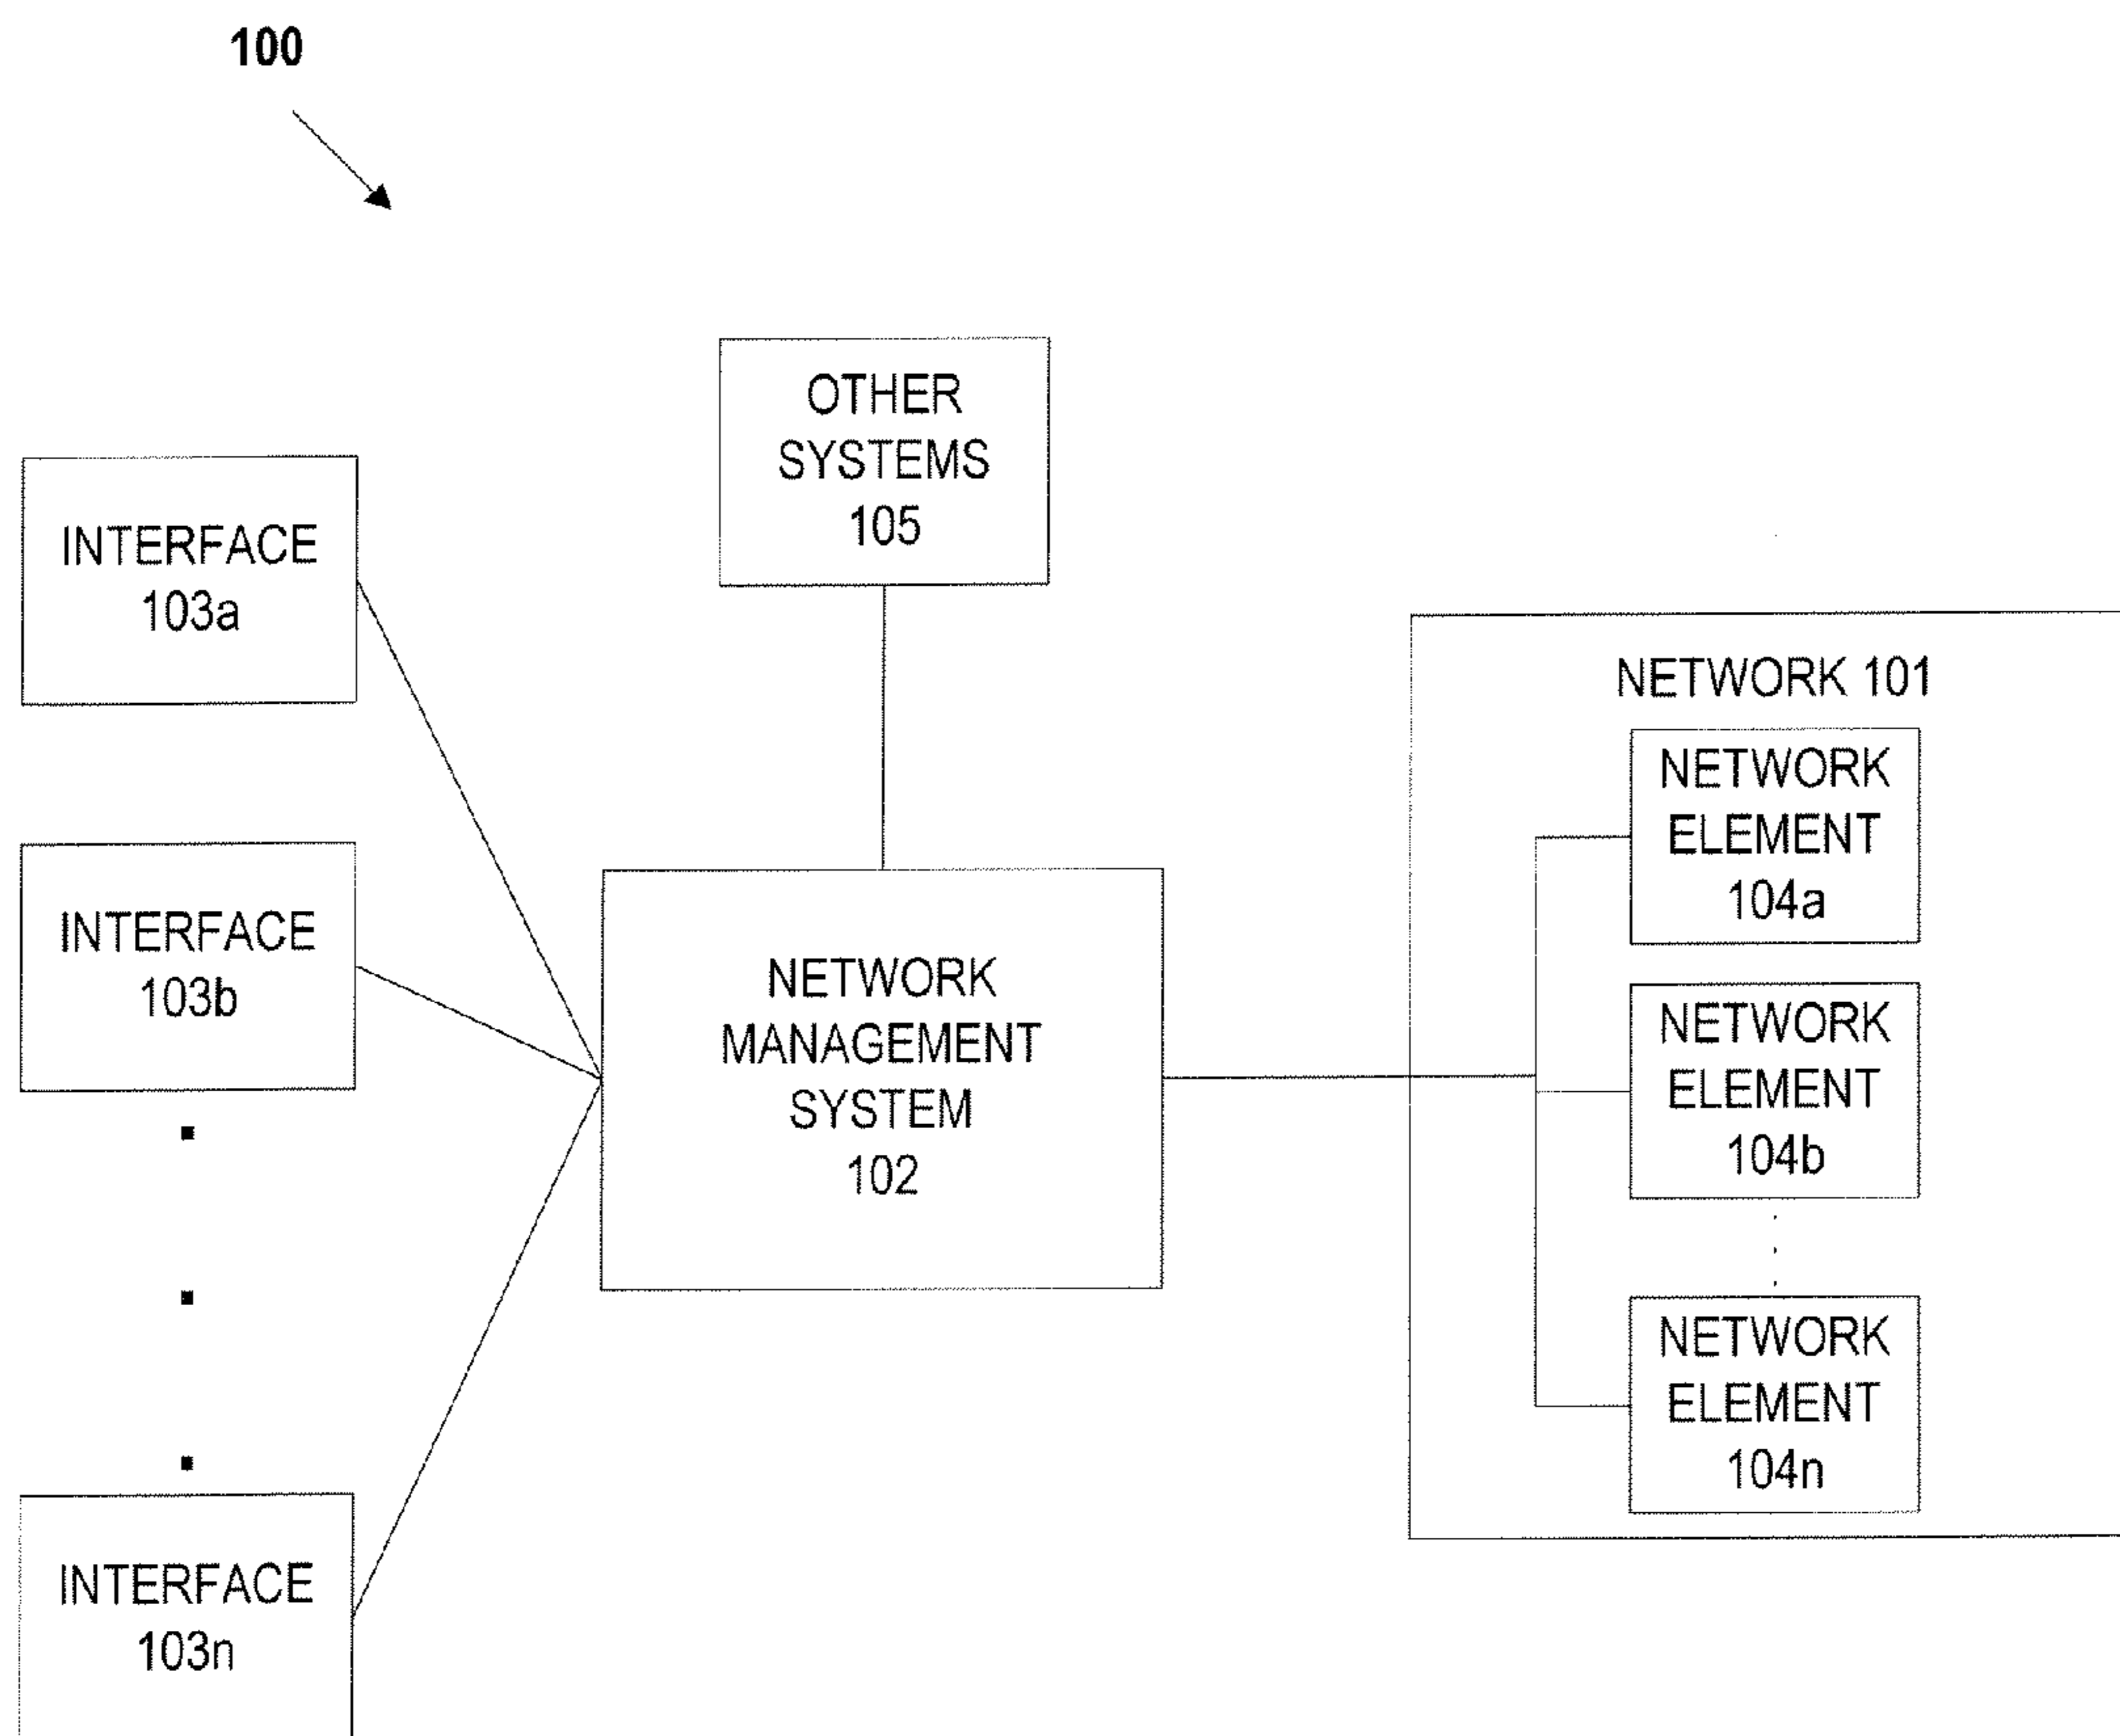 100
OTHER
SYSTEMS
105
INTERFACE
103a
INTERFACE
103b
INTERFACE
103n
NETWORK
MANAGEMENT
SYSTEM
102
NETWORK 101
NETWORK
ELEMENT
104a
NETWORK
ELEMENT
104b
NETWORK
ELEMENT
104n